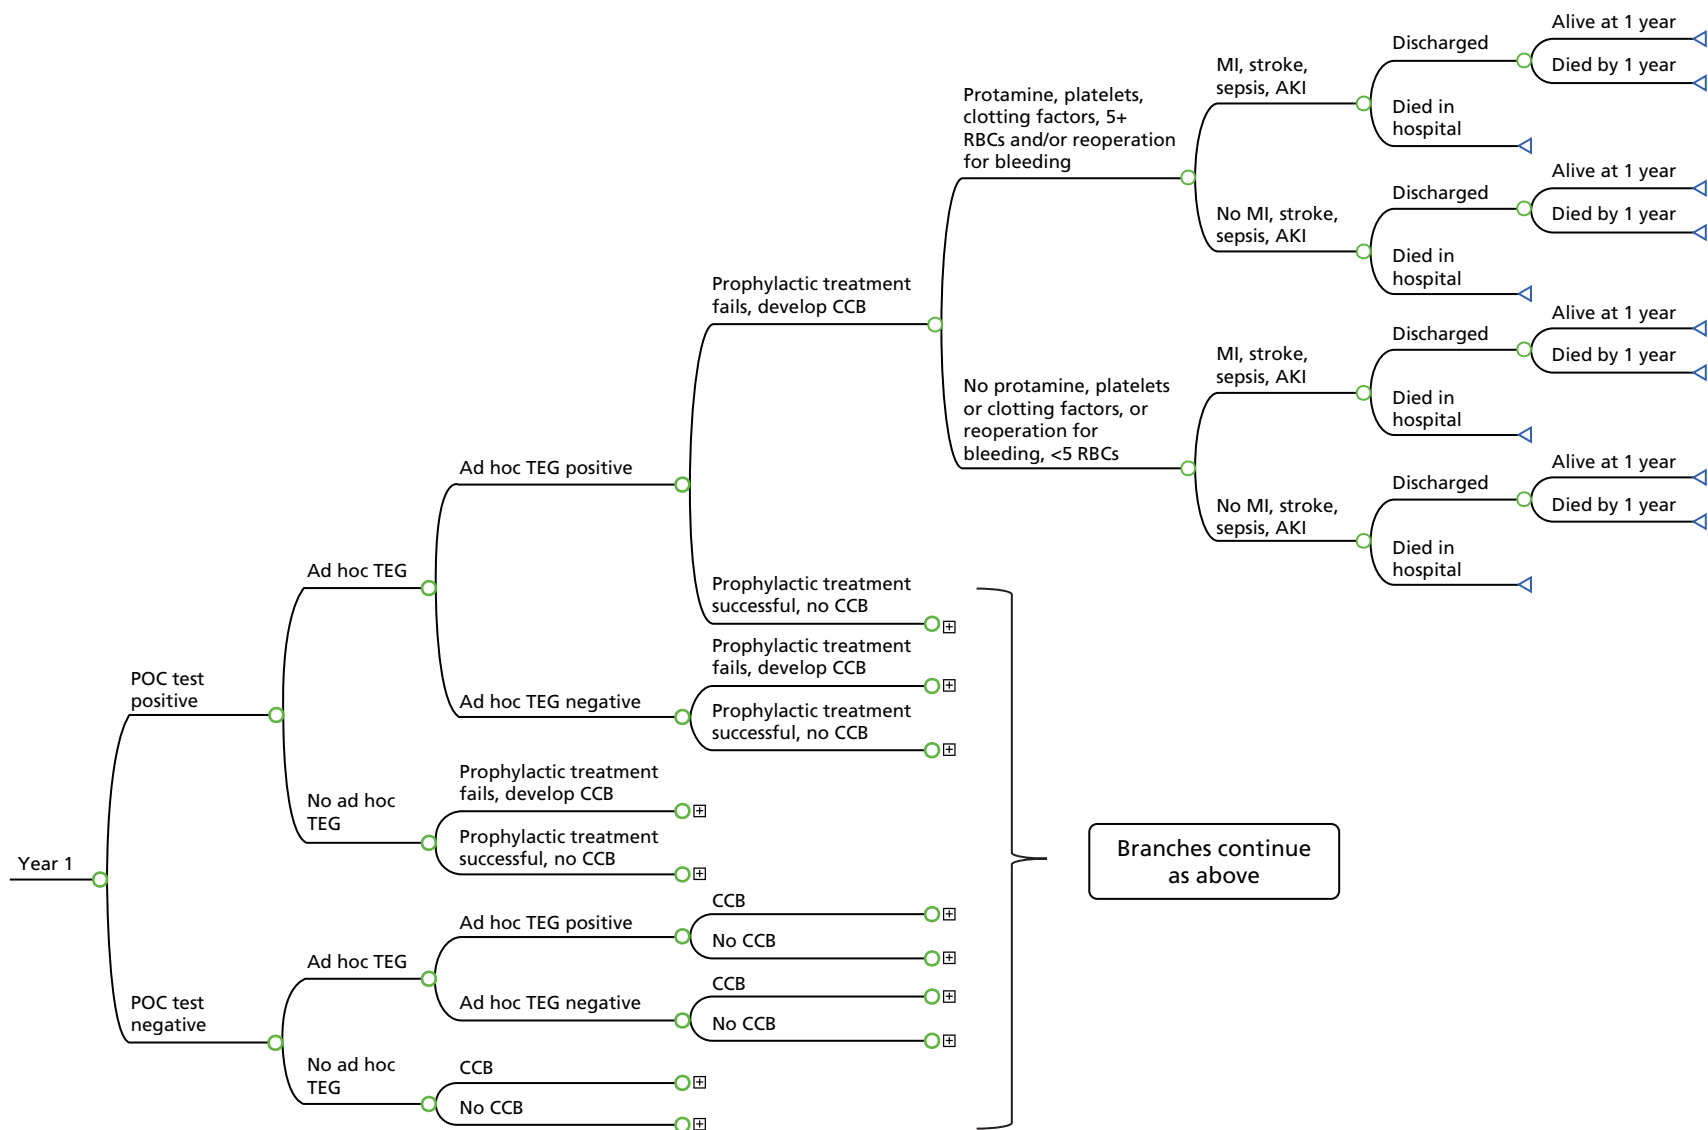 Year 1
POC test
positive
POC test
negative
Ad hoc TEG
No ad hoc
TEG
Ad hoc TEG
No ad hoc
TEG
Ad hoc TEG positive
Ad hoc TEG negative
Prophylactic treatment
fails, develop CCB
Prophylactic treatment
successful, no CCB
Ad hoc TEG positive
Ad hoc TEG negative
CCB
No CCB
Prophylactic treatment
fails, develop CCB
Prophylactic treatment
successful, no CCB
Prophylactic treatment
fails, develop CCB
Prophylactic treatment
successful, no CCB
CCB
No CCB
CCB
No CCB
Protamine, platelets,
clotting factors, 5+
RBCs and/or reoperation
for bleeding
No protamine, platelets
or clotting factors, or
reoperation for
bleeding, <5 RBCs
MI, stroke,
sepsis, AKI
No MI, stroke,
sepsis, AKI
MI, stroke,
sepsis, AKI
No MI, stroke,
sepsis, AKI
Discharged
Died in
hospital
Discharged
Died in
hospital
Discharged
Died in
hospital
Discharged
Died in
hospital
Alive at 1 year
Died by 1 year
Alive at 1 year
Died by 1 year
Alive at 1 year
Died by 1 year
Alive at 1 year
Died by 1 year
Branches continue
as above